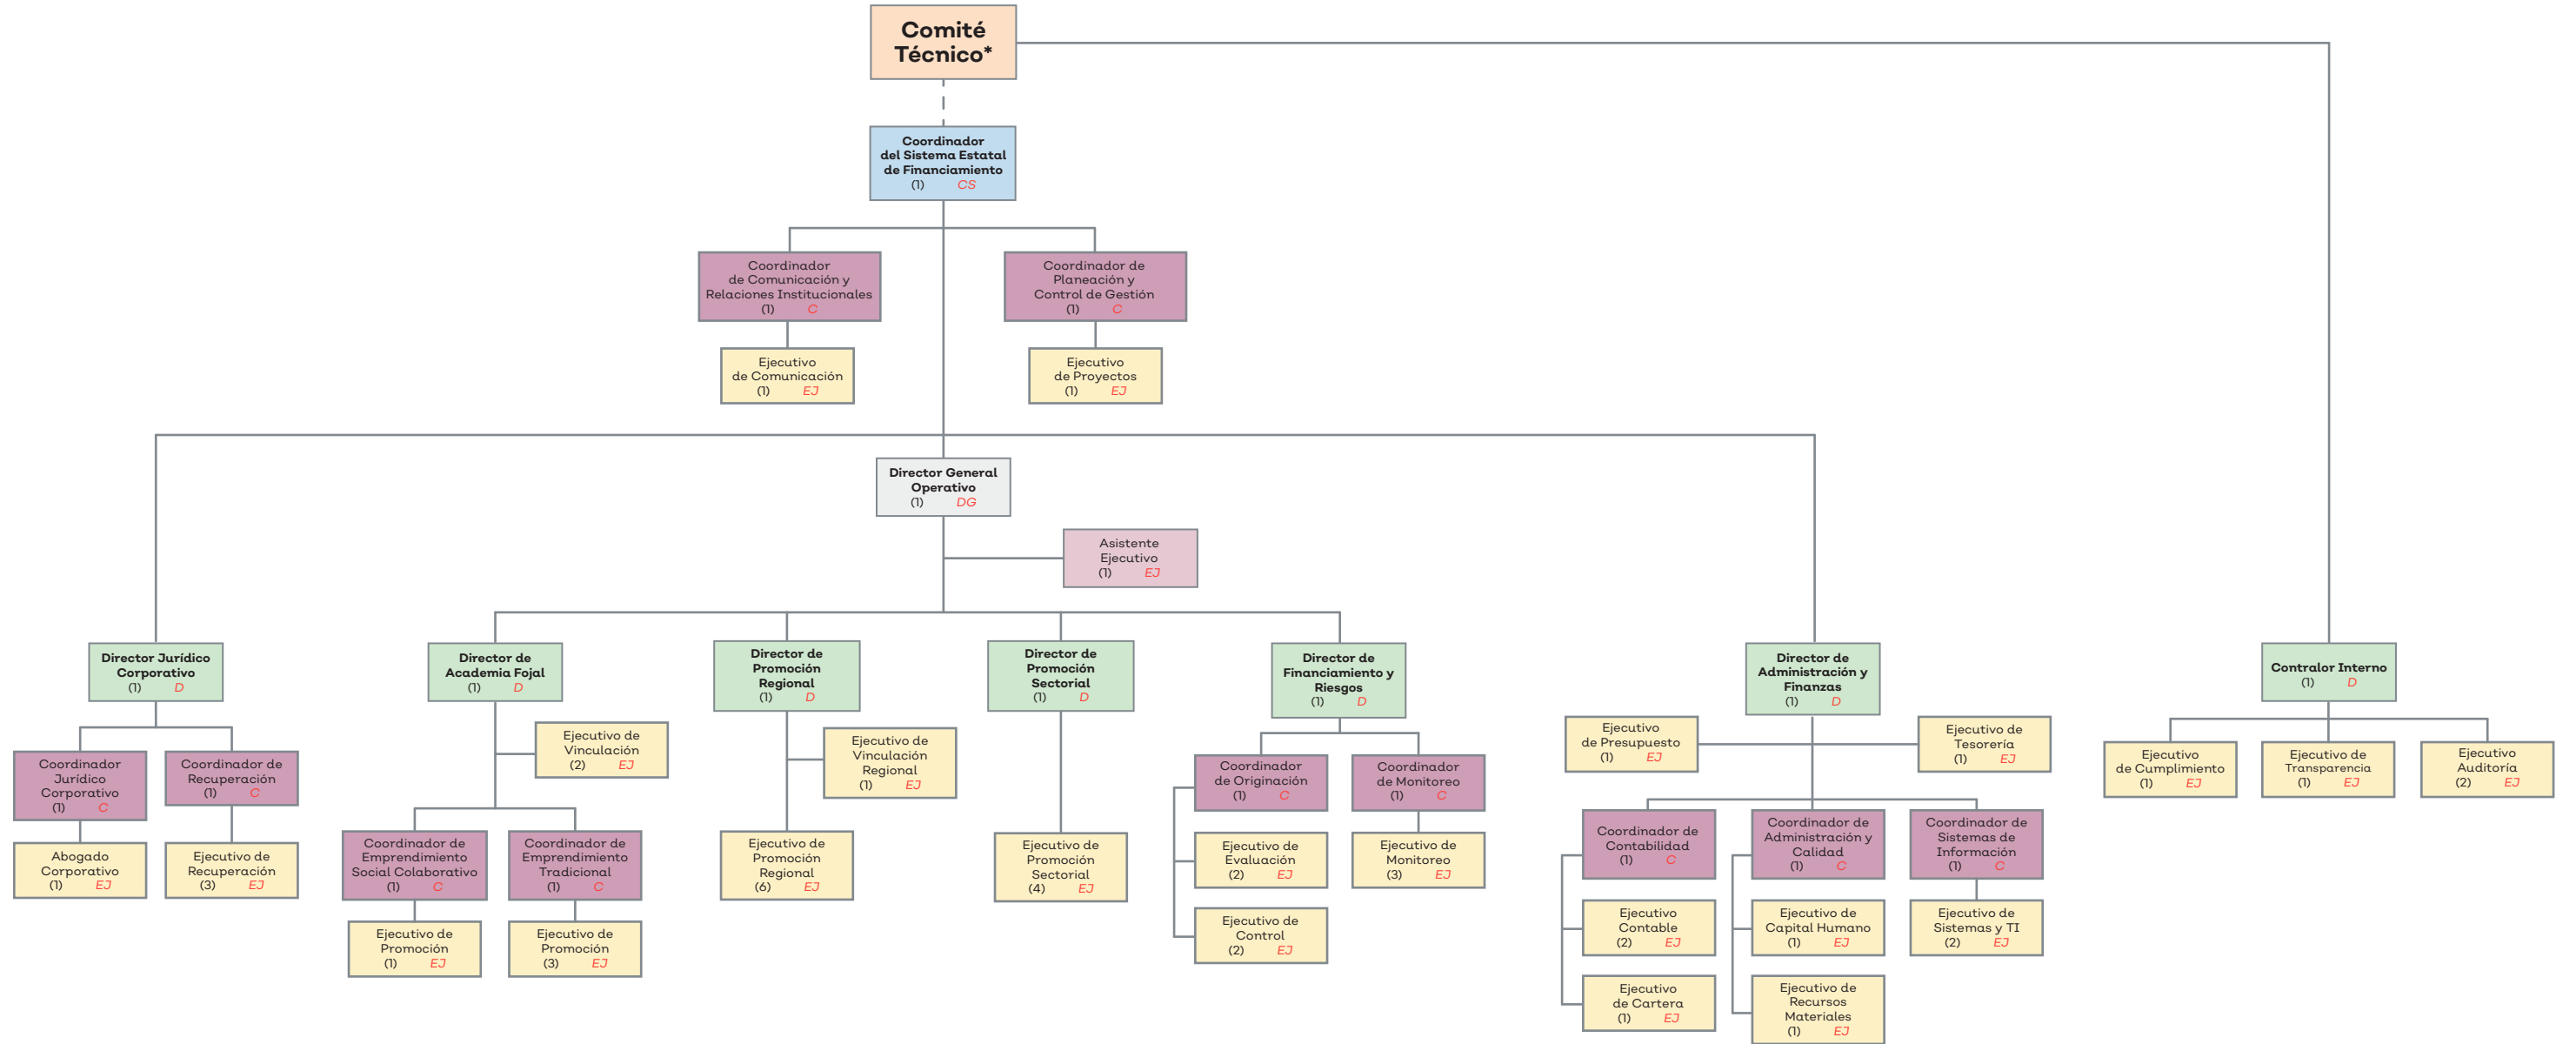 Comité
Técnico*
Coordinador
del Sistema Estatal
de Financiamiento
(1) CS
Coordinador
de Comunicación y
Relaciones Institucionales
(1) C
Coordinador de
Planeación y
Control de Gestión
(1) C
Ejecutivo
de Comunicación
(1) EJ
Ejecutivo
de Proyectos
(1) EJ
Director General
Operativo
(1) DG
Asistente
Ejecutivo
(1) EJ
Director Jurídico
Corporativo
(1) D
Coordinador
Jurídico
Corporativo
(1) C
Abogado
Corporativo
(1) EJ
Coordinador de
Recuperación
(1) C
Ejecutivo de
Recuperación
(3) EJ
Director de
Academia Fojal
(1) D
Ejecutivo de
Vinculación
(2) EJ
Coordinador de
Emprendimiento
Social Colaborativo
(1) C
Ejecutivo de
Promoción
(1) EJ
Coordinador de
Emprendimiento
Tradicional
(1) C
Ejecutivo de
Promoción
(3) EJ
Director de
Promoción
Regional
(1) D
Ejecutivo de
Vinculación
Regional
(1) EJ
Ejecutivo de
Promoción
Regional
(6) EJ
Director de
Promoción
Sectorial
(1) D
Ejecutivo de
Promoción
Sectorial
(4) EJ
Director de
Financiamiento y
Riesgos
(1) D
Coordinador
de Originación
(1) C
Ejecutivo de
Evaluación
(2) EJ
Ejecutivo de
Control
(2) EJ
Coordinador
de Monitoreo
(1) C
Ejecutivo de
Monitoreo
(3) EJ
Director de
Administración y
Finanzas
(1) D
Ejecutivo
de Presupuesto
(1) EJ
Ejecutivo de
Tesorería
(1) EJ
Coordinador de
Contabilidad
(1) C
Ejecutivo
Contable
(2) EJ
Ejecutivo
de Cartera
(1) EJ
Coordinador de
Administración y
Calidad
(1) C
Ejecutivo de
Capital Humano
(1) EJ
Ejecutivo de
Recursos
Materiales
(1) EJ
Coordinador de
Sistemas de
Información
(1) C
Ejecutivo de
Sistemas y TI
(2) EJ
Contralor Interno
(1) D
Ejecutivo
de Cumplimiento
(1) EJ
Ejecutivo de
Transparencia
(1) EJ
Ejecutivo
Auditoría
(2) EJ